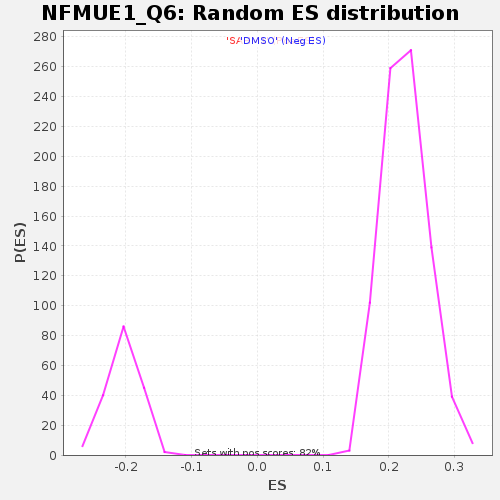 NFMUE1_Q6: Random ES distribution
'DMSO' (Neg ES)
P(ES)
280
260
240
220
200
180
160
140
120
100
80
60
40
20
0
Sets with pos scores: 82%
-0.2 -0.1 0.0 0.1 0.2 0.3
ES